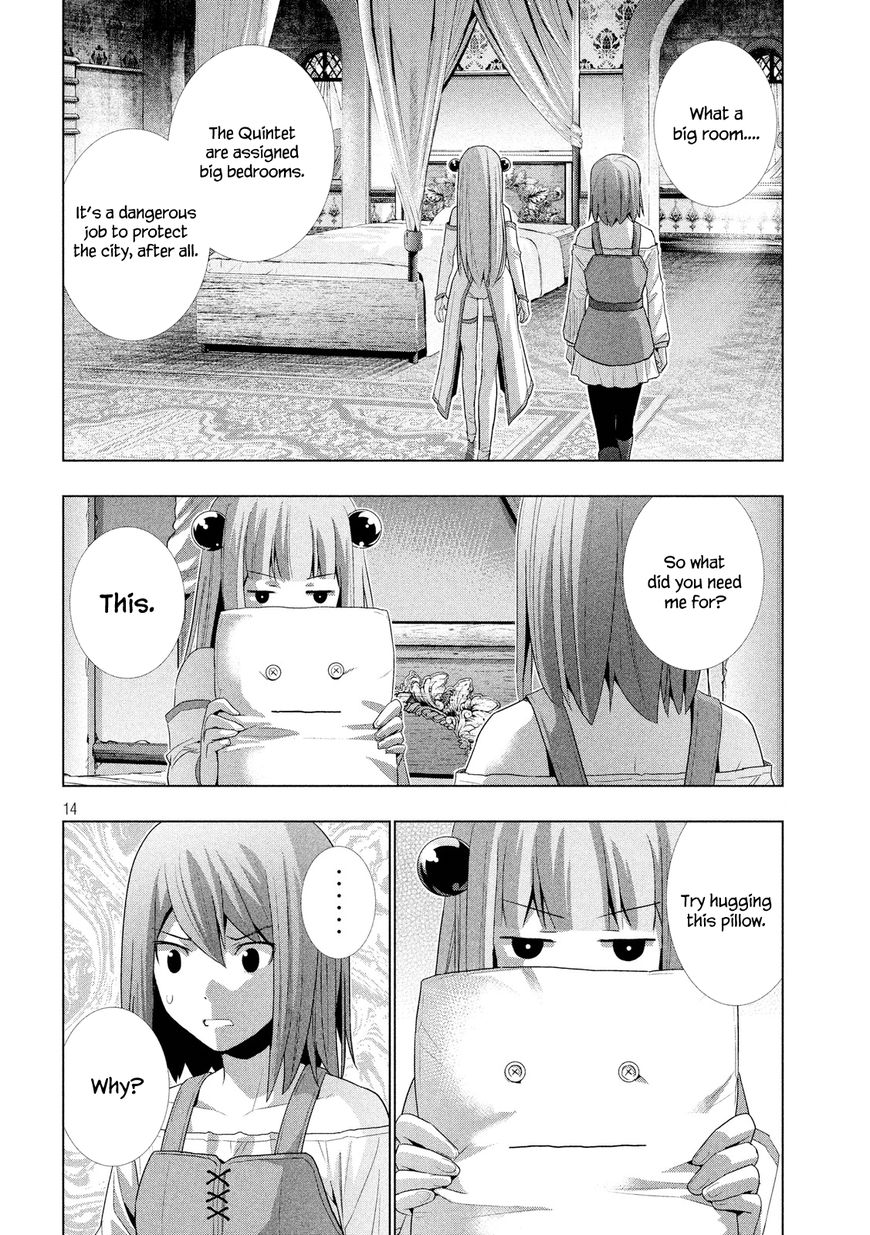 What a
big room....
The Quintet
are assigned
big bedrooms.
It's a dangerous
job to protect
the city, after all.
So what
did you need
me for?
This.
14
Try hugging
this pillow.
......
Why?